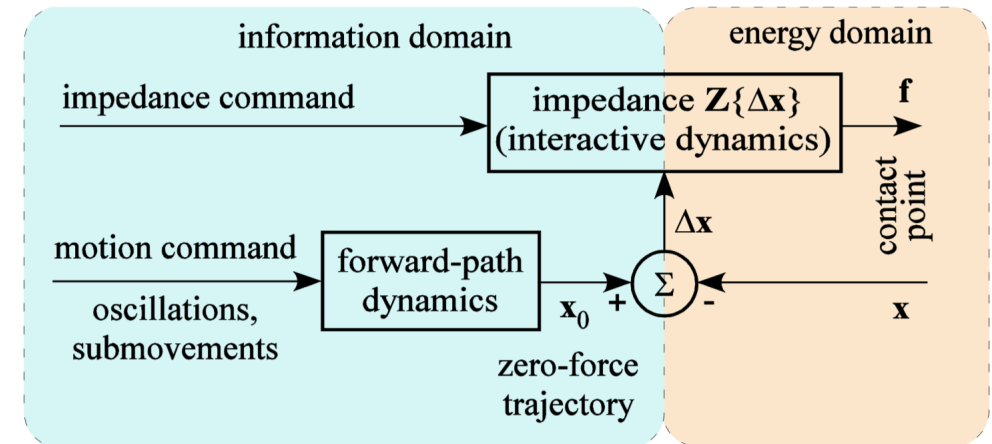 information domain
energy domain
impedance command
impedance Z{Δx}
(interactive dynamics)
f
contact
point
Δx
motion command
oscillations,
submovements
forward-path
dynamics
x₀
+
Σ
-
x
zero-force
trajectory